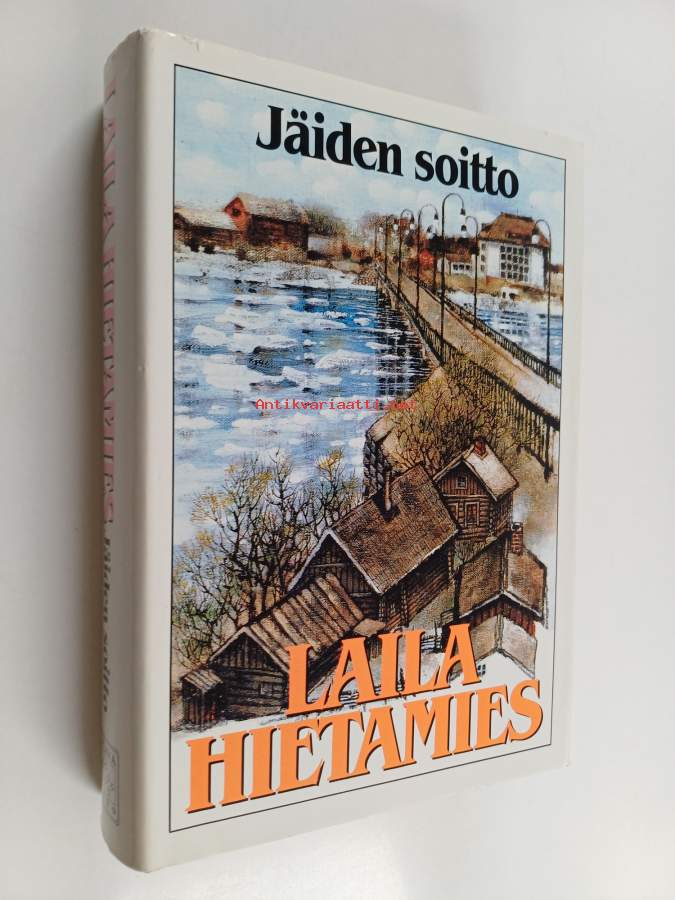 Jäiden soitto
Antikvariaatti.net
LAILA
HIETAMIES
LAILA HIETAMIES Jäiden soitto